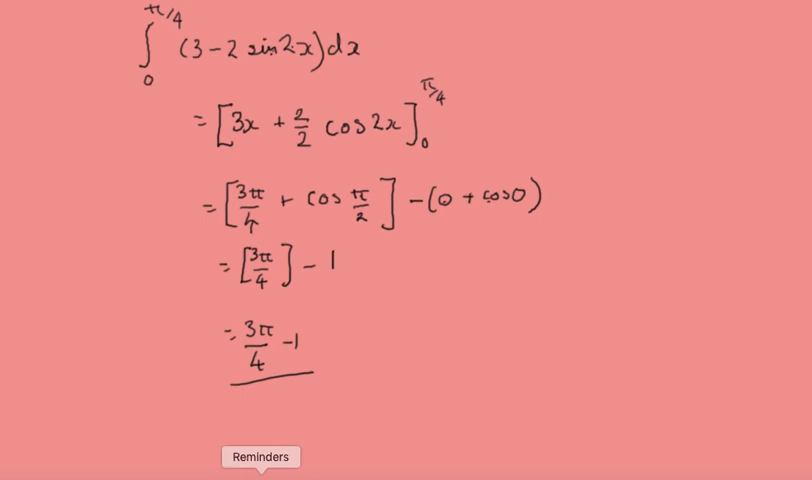 ∫₀^{π/4} (3 - 2 sin 2x) dx
= [3x + 2/2 cos 2x]₀^{π/4}
= [3π/4 + cos π/2] - (0 + cos 0)
= [3π/4] - 1
= 3π/4 - 1
Reminders